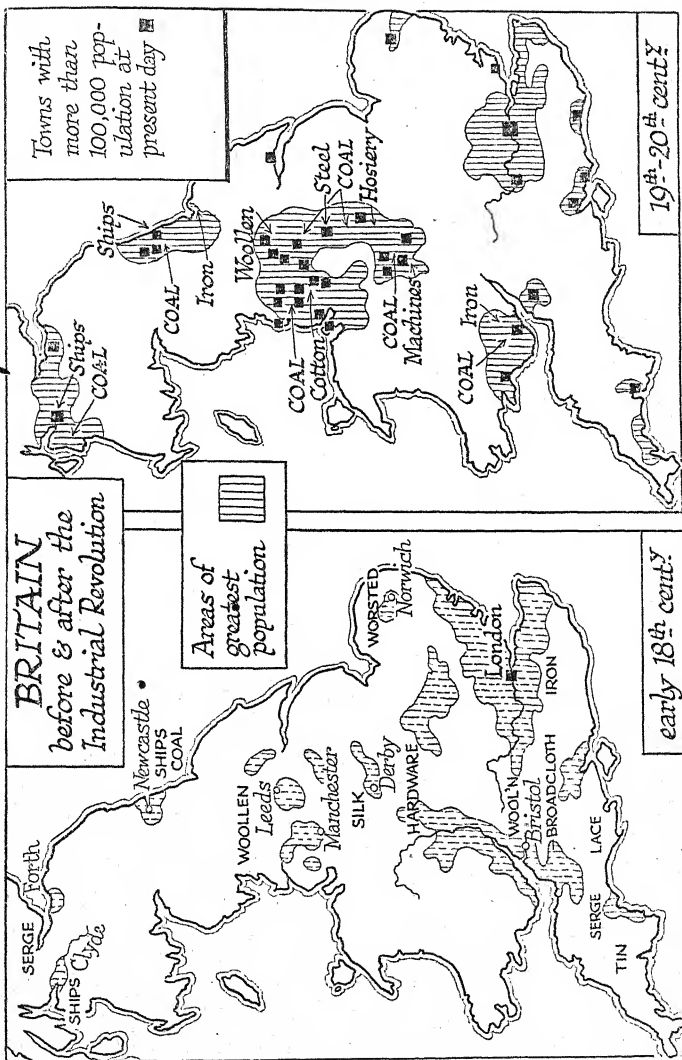 BRITAIN
before & after the
Industrial Revolution
Areas of
greatest
population
Towns with
more than
100,000 pop-
ulation at
present day
SERGE
Forth
SHIPS Clyde
Newcastle
SHIPS
COAL
WOOLLEN
Leeds
Manchester
SILK
Derby
WORSTED
Norwich
HARDWARE
London
WOOL'N
Bristol
BROADCLOTH
IRON
SERGE
LACE
TIN
early 18th centy
Ships
COAL
Ships
COAL
Iron
Woollen
Steel
COAL
Hosiery
COAL
Cotton
COAL
Machines
COAL
Iron
19th-20th centy